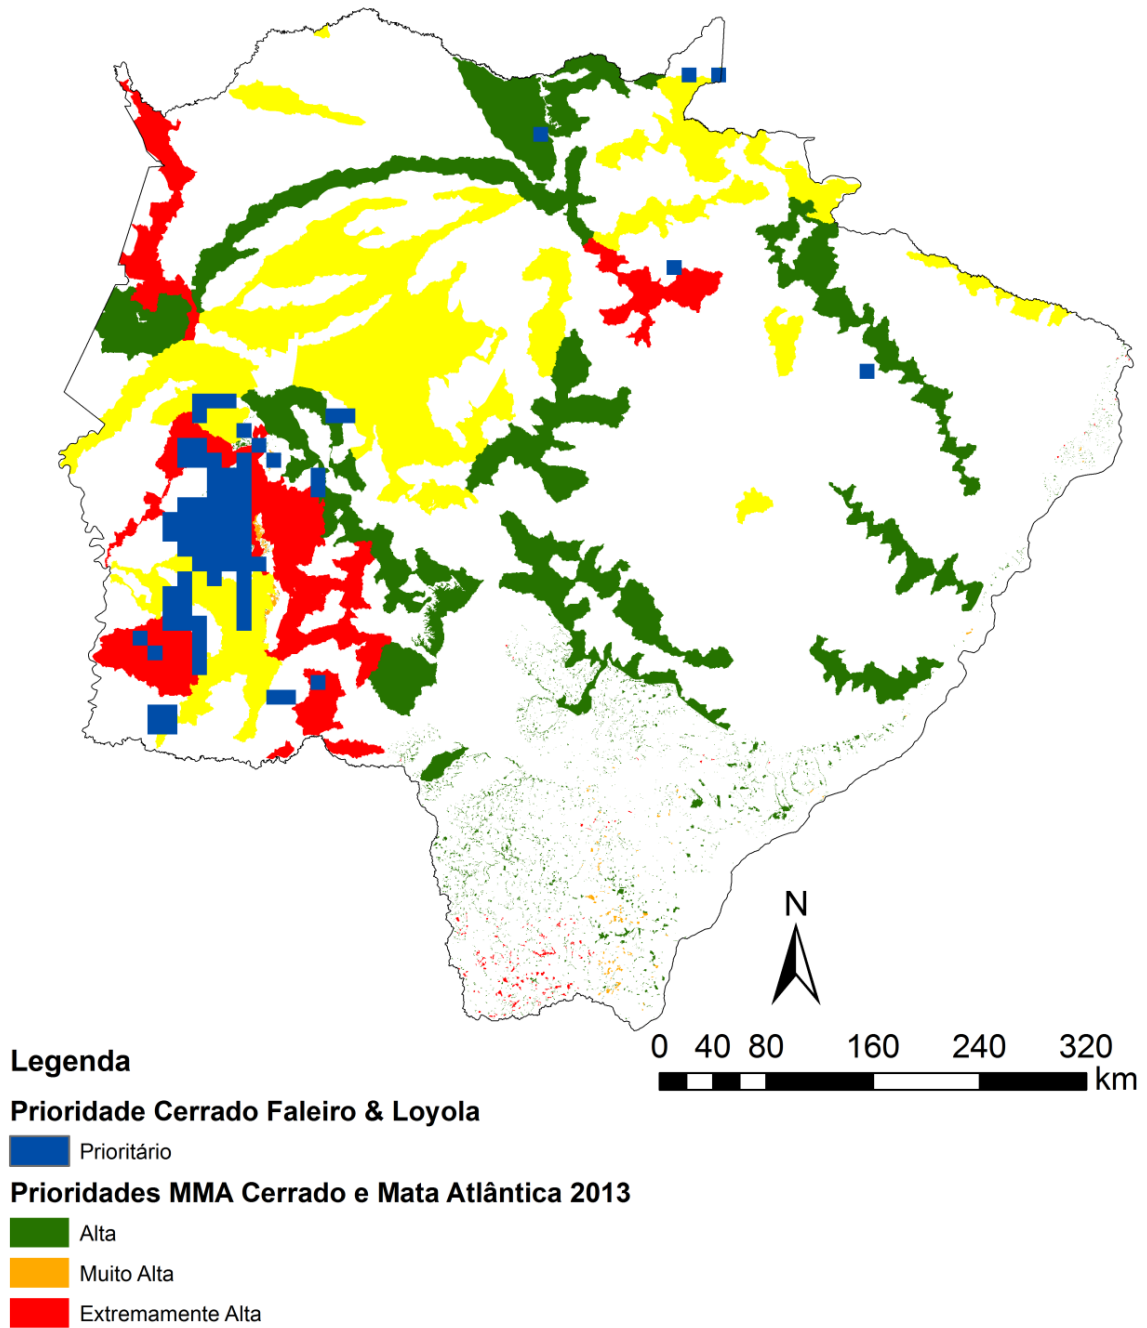 N
0 40 80 160 240 320
km
Legenda
Prioridade Cerrado Faleiro & Loyola
Prioritário
Prioridades MMA Cerrado e Mata Atlântica 2013
Alta
Muito Alta
Extremamente Alta